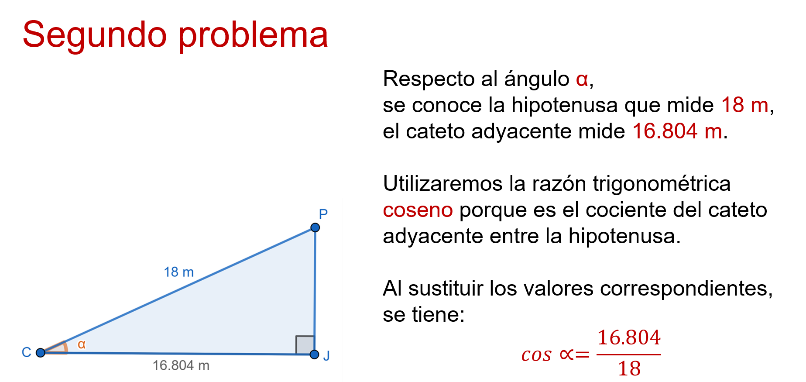 Segundo problema
Respecto al ángulo α,
se conoce la hipotenusa que mide 18 m,
el cateto adyacente mide 16.804 m.
Utilizaremos la razón trigonométrica
coseno porque es el cociente del cateto
adyacente entre la hipotenusa.
Al sustituir los valores correspondientes,
se tiene:
cos ∝= 16.804
18
P
18 m
C
α
J
16.804 m